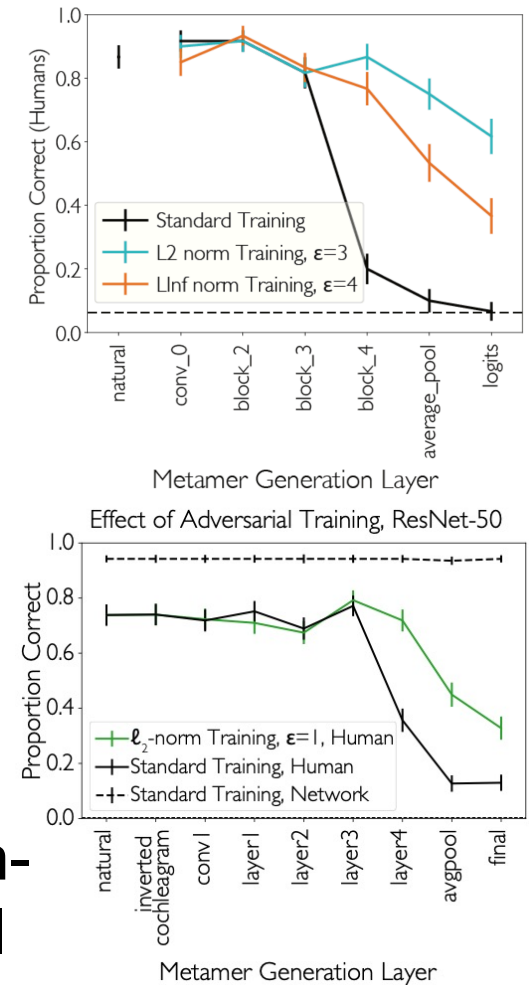 1.0
0.8
0.6
0.4
0.2
0.0
Proportion Correct (Humans)
Standard Training
L2 norm Training, ε=3
LInf norm Training, ε=4
natural
conv_0
block_2
block_3
block_4
average_pool
logits
Metamer Generation Layer
Effect of Adversarial Training, ResNet-50
1.0
0.8
0.6
0.4
0.2
0.0
Proportion Correct
ℓ₂-norm Training, ε=1, Human
Standard Training, Human
Standard Training, Network
natural
inverted
cochleagram
conv1
layer1
layer2
layer3
layer4
avgpool
final
Metamer Generation Layer